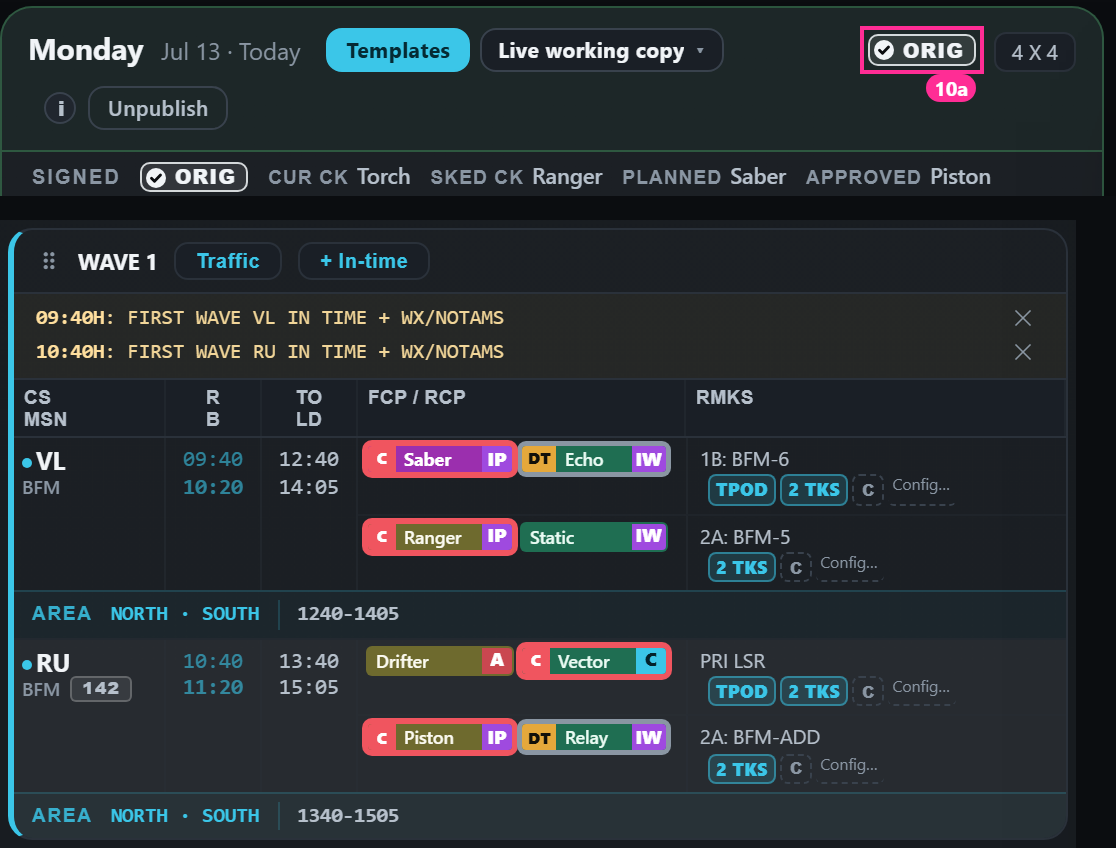 Monday Jul 13 · Today Templates Live working copy ORIG 4 X 4
10a
i Unpublish
SIGNED ORIG CUR CK Torch SKED CK Ranger PLANNED Saber APPROVED Piston
WAVE 1 Traffic + In-time
09:40H: FIRST WAVE VL IN TIME + WX/NOTAMS
10:40H: FIRST WAVE RU IN TIME + WX/NOTAMS
CS R TO FCP / RCP RMKS
MSN B LD
VL 09:40 12:40 C Saber IP DT Echo IW 1B: BFM-6
BFM 10:20 14:05 TPOD 2 TKS C Config...
C Ranger IP Static IW 2A: BFM-5
2 TKS C Config...
AREA NORTH · SOUTH 1240-1405
RU 10:40 13:40 Drifter A C Vector C PRI LSR
BFM 142 11:20 15:05 TPOD 2 TKS C Config...
C Piston IP DT Relay IW 2A: BFM-ADD
2 TKS C Config...
AREA NORTH · SOUTH 1340-1505